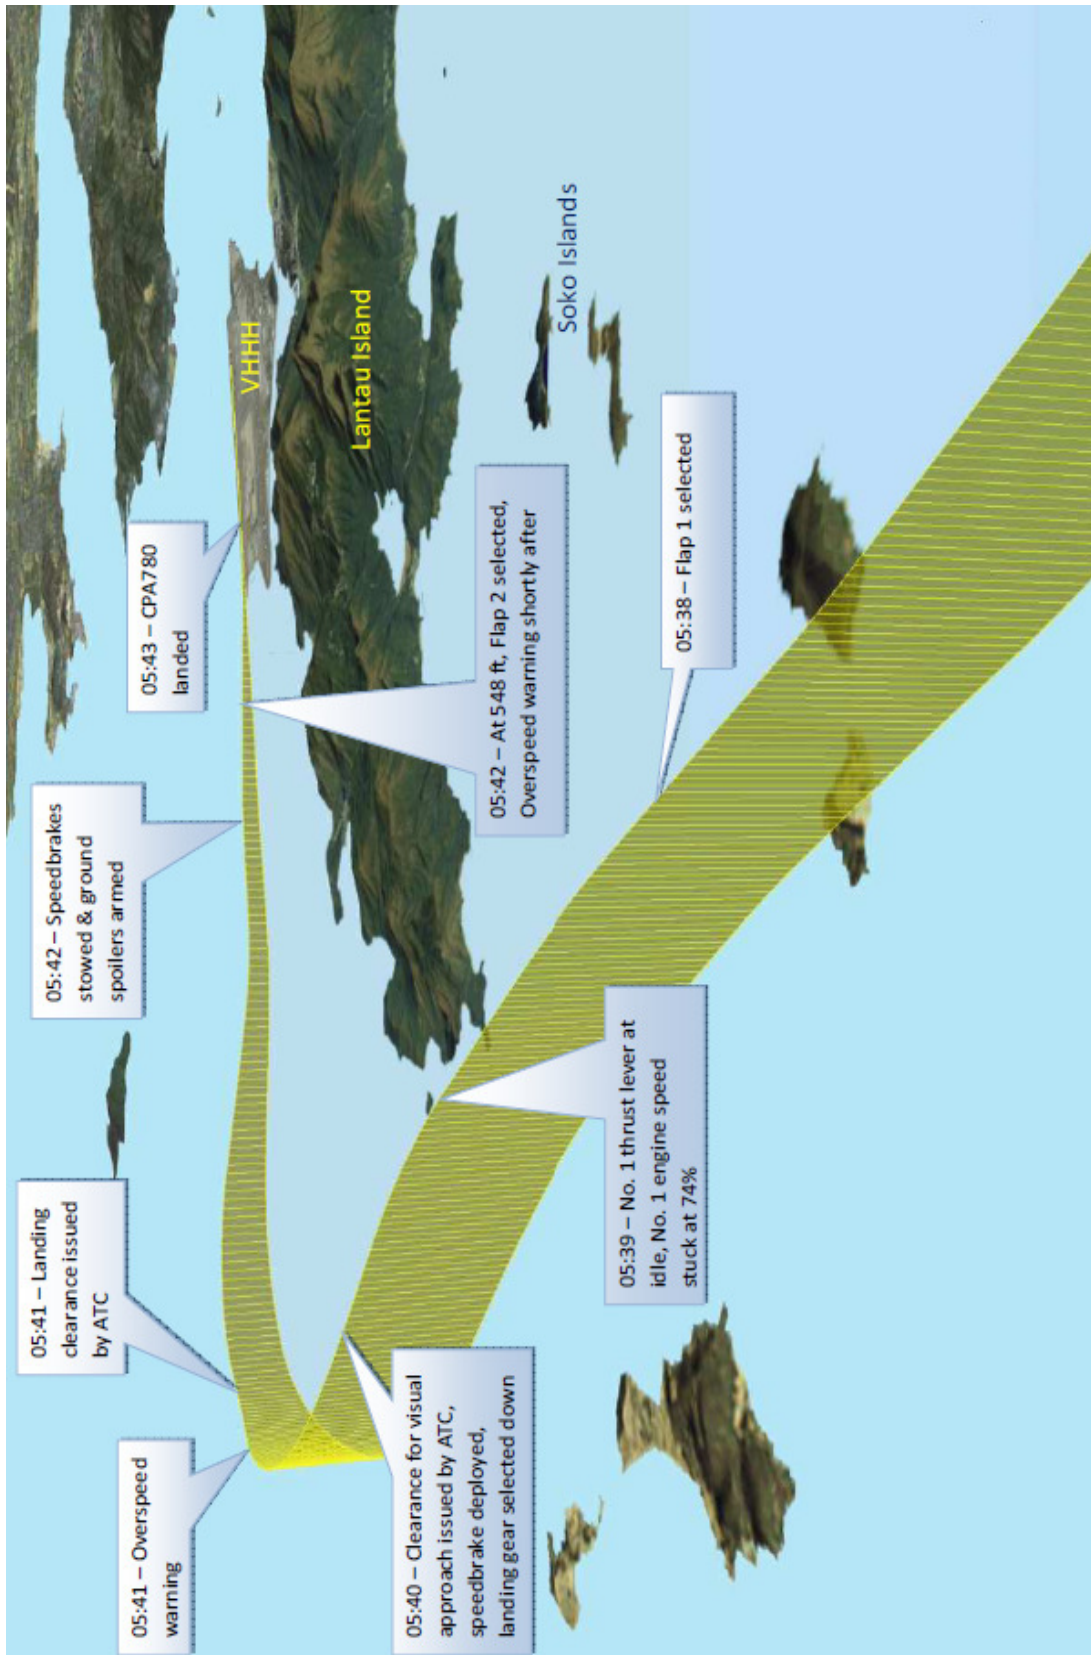 05:41 – Overspeed
warning
05:41 – Landing
clearance issued
by ATC
05:42 – Speedbrakes
stowed & ground
spoilers armed
05:43 – CPA780
landed
VHHH
Lantau Island
Soko Islands
05:40 – Clearance for visual
approach issued by ATC,
speedbrake deployed,
landing gear selected down
05:39 – No. 1 thrust lever at
idle, No. 1 engine speed
stuck at 74%
05:42 – At 548 ft, Flap 2 selected,
Overspeed warning shortly after
05:38 – Flap 1 selected